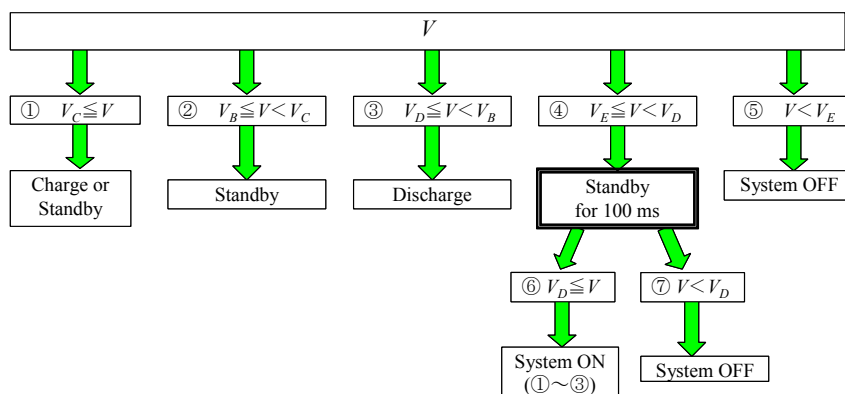 V
① V_C≦V
② V_B≦V<V_C
③ V_D≦V<V_B
④ V_E≦V<V_D
⑤ V<V_E
Charge or
Standby
Standby
Discharge
Standby
for 100 ms
System OFF
⑥ V_D≦V
⑦ V<V_D
System ON
(①～③)
System OFF